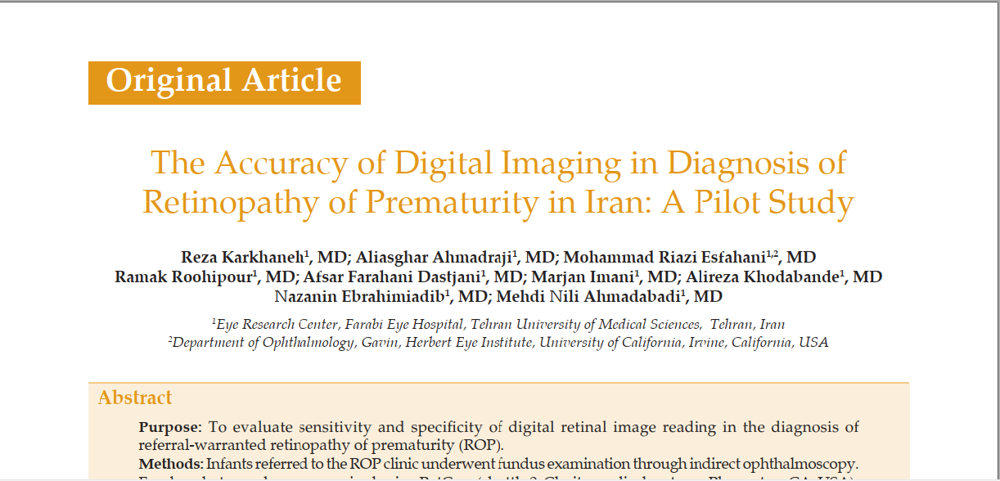 Original Article
The Accuracy of Digital Imaging in Diagnosis of
Retinopathy of Prematurity in Iran: A Pilot Study
Reza Karkhaneh¹, MD; Aliasghar Ahmadraji¹, MD; Mohammad Riazi Esfahani¹,², MD
Ramak Roohipour¹, MD; Afsar Farahani Dastjani¹, MD; Marjan Imani¹, MD; Alireza Khodabande¹, MD
Nazanin Ebrahimiadib¹, MD; Mehdi Nili Ahmadabadi¹, MD
¹Eye Research Center, Farabi Eye Hospital, Tehran University of Medical Sciences, Tehran, Iran
²Department of Ophthalmology, Gavin, Herbert Eye Institute, University of California, Irvine, California, USA
Abstract
Purpose: To evaluate sensitivity and specificity of digital retinal image reading in the diagnosis of
referral-warranted retinopathy of prematurity (ROP).
Methods: Infants referred to the ROP clinic underwent fundus examination through indirect ophthalmoscopy.